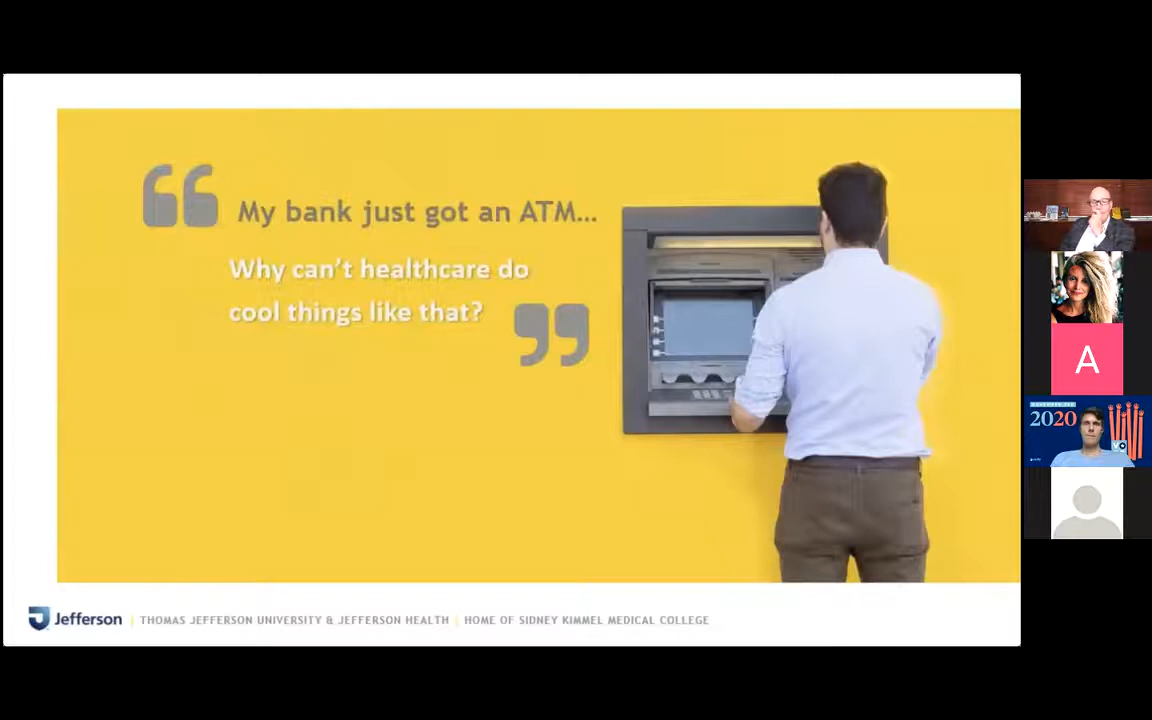 My bank just got an ATM...
Why can't healthcare do
cool things like that?
Jefferson | THOMAS JEFFERSON UNIVERSITY & JEFFERSON HEALTH | HOME OF SIDNEY KIMMEL MEDICAL COLLEGE
A
2020